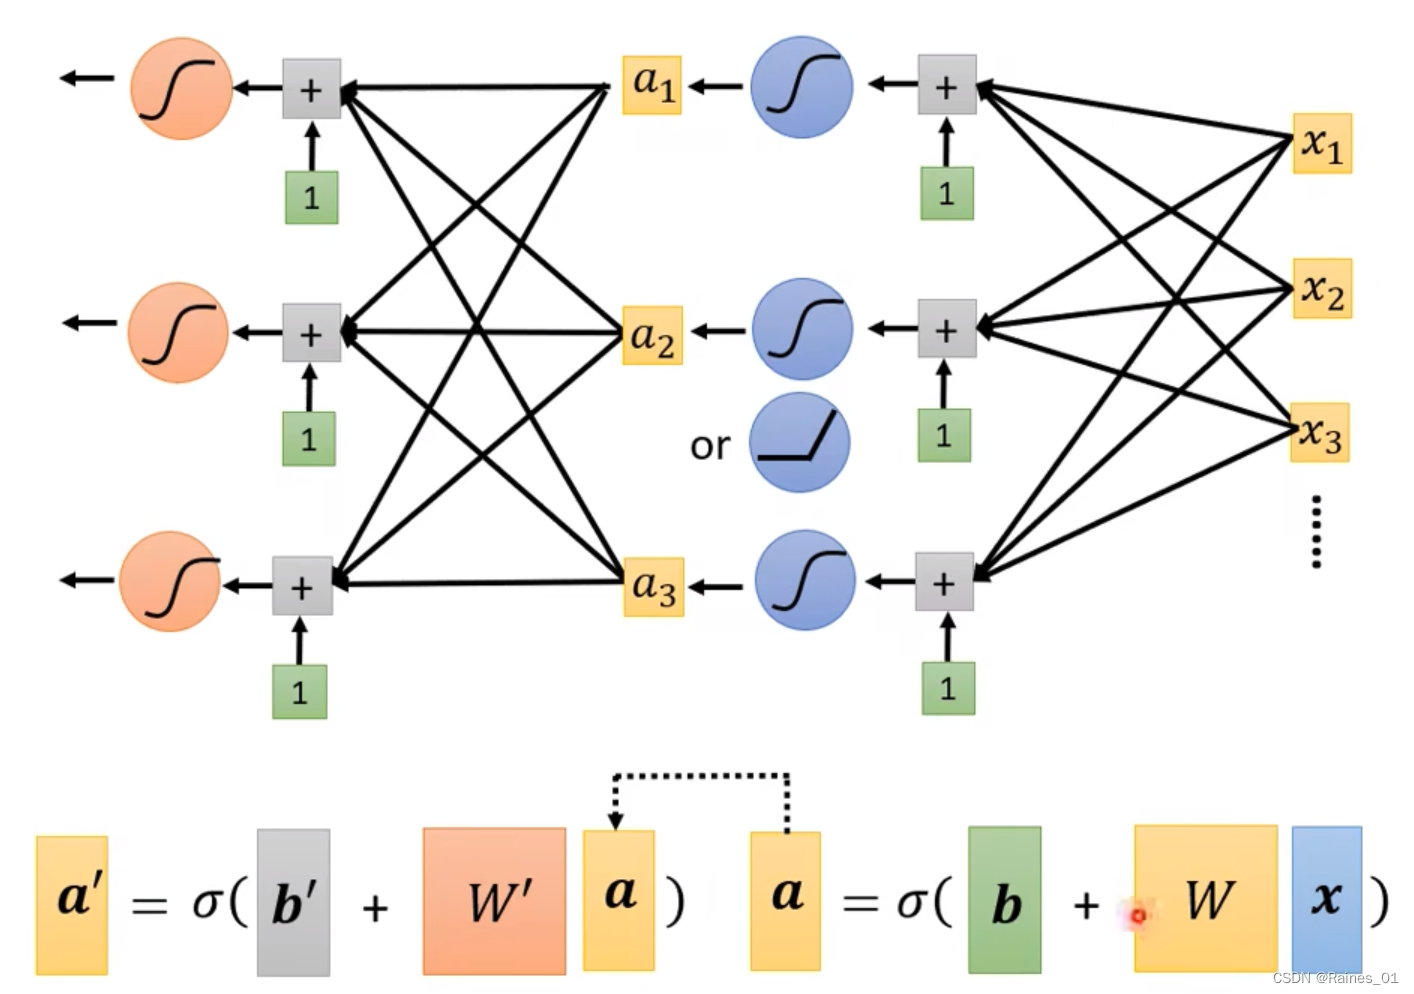 + a₁ + x₁
1 1
x₂
+ a₂ +
1 or 1
x₃
+ a₃ +
1 1
a′ = σ( b′ + W′ a ) a = σ( b + W x )
CSDN @Raines_01